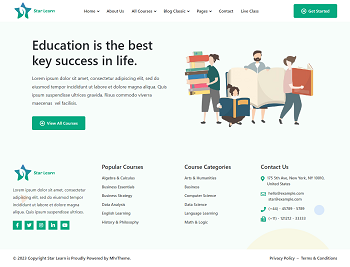 Star Learn
Home
About Us
All Courses
Blog Classic
Pages
Contact
Live Class
Get Started
Education is the best
key success in life.
Lorem ipsum dolor sit amet, consectetur adipiscing elit, sed do
eiusmod tempor incididunt ut labore et dolore magna aliqua. Quis
ipsum suspendisse ultrices gravida. Risus commodo viverra
maecenas vel facilisis.
View All Courses
Star Learn
Lorem ipsum dolor sit amet, consectetur
adipiscing elit, sed do eiusmod tempor
incididunt ut labore et dolore magna aliqua.
Quis ipsum suspendisse ultrices.
Popular Courses
Algebra & Calculus
Business Essentials
Business Strategy
Data Analysis
English Learning
History & Philosophy
Course Categories
Arts & Humanities
Business
Computer Science
Data Science
Language Learning
Math & Logic
Contact Us
175 5th Ave, New York, NY 10010,
United States
hello@example.com
star@example.com
(+44) - 45789 - 5789
(+11) - 121212 - 33333
© 2023 Copyright Star Learn is Proudly Powered By MhrTheme.
Privacy Policy - Terms & Conditions